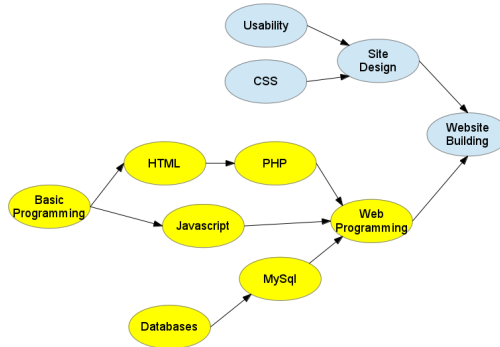 Usability
Site
Design
CSS
Website
Building
HTML
PHP
Basic
Programming
Javascript
Web
Programming
MySql
Databases